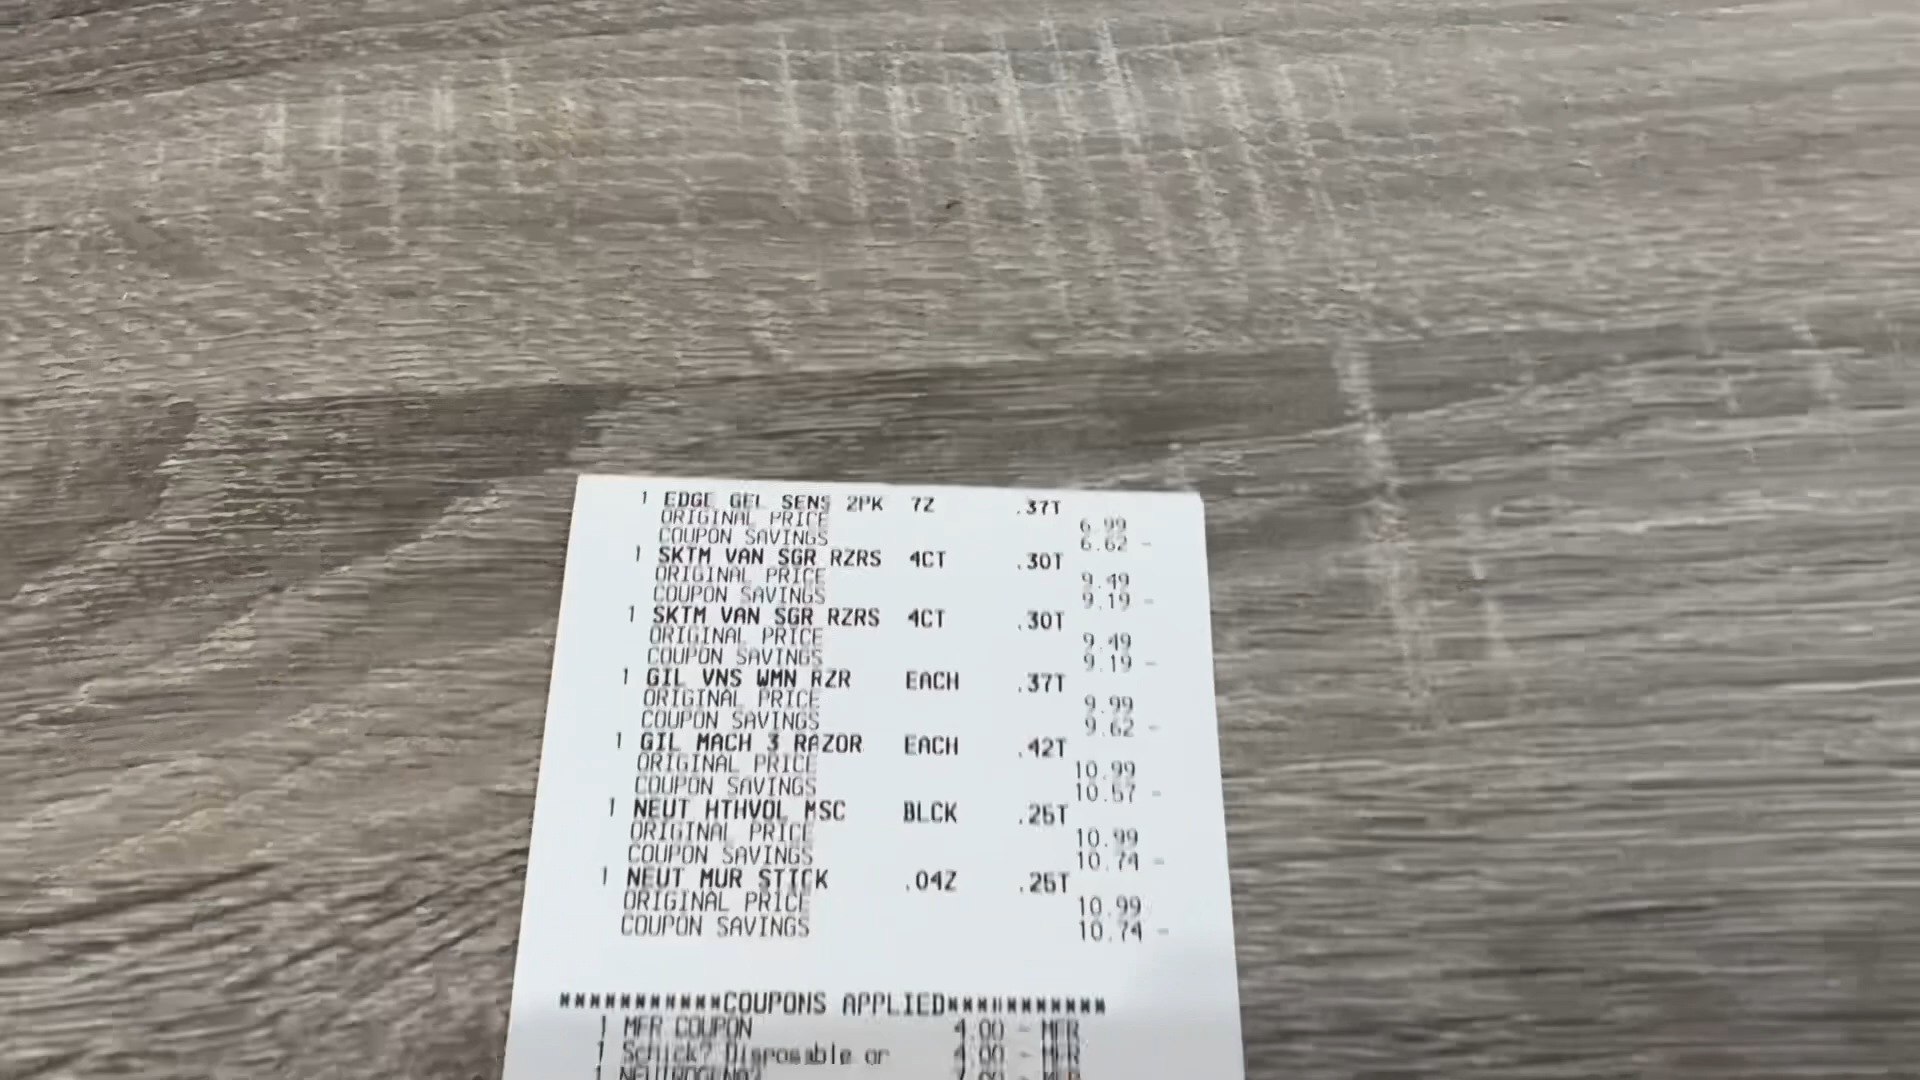 1 EDGE GEL SENS 2PK 7Z .37T
ORIGINAL PRICE 6.99
COUPON SAVINGS 6.62 -
1 SKTM VAN SGR RZRS 4CT .30T
ORIGINAL PRICE 9.49
COUPON SAVINGS 9.19 -
1 SKTM VAN SGR RZRS 4CT .30T
ORIGINAL PRICE 9.49
COUPON SAVINGS 9.19 -
1 GIL VNS WMN RZR EACH .37T
ORIGINAL PRICE 9.99
COUPON SAVINGS 9.62 -
1 GIL MACH 3 RAZOR EACH .42T
ORIGINAL PRICE 10.99
COUPON SAVINGS 10.57 -
1 NEUT HTHVOL MSC BLCK .25T
ORIGINAL PRICE 10.99
COUPON SAVINGS 10.74 -
1 NEUT MUR STICK .04Z .25T
ORIGINAL PRICE 10.99
COUPON SAVINGS 10.74 -
***********COUPONS APPLIED***********
1 MFR COUPON 4.00 - MFR
1 Schick? Disposable or 4.00 - MFR
1 NEUTROGENA?